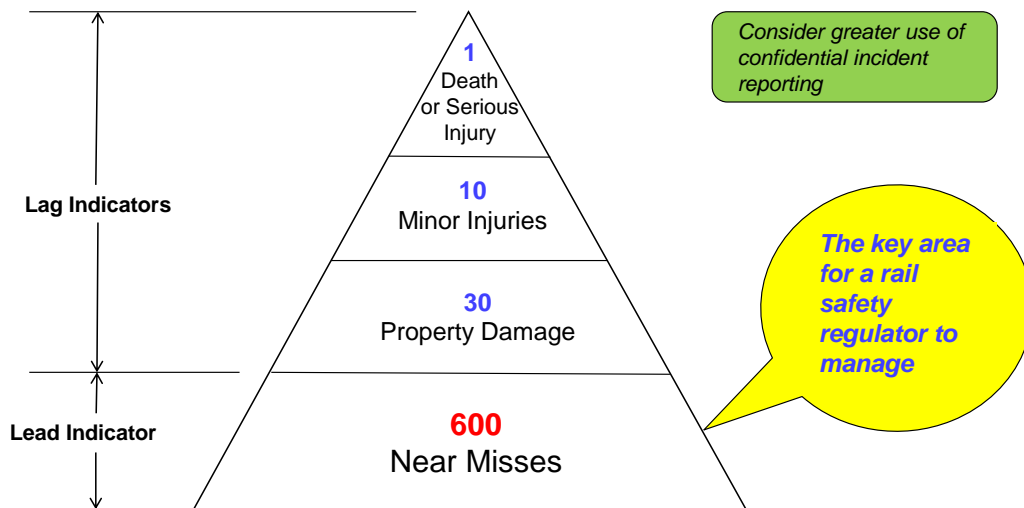 1
Death
or Serious
Injury
Consider greater use of
confidential incident
reporting
Lag Indicators
10
Minor Injuries
30
Property Damage
The key area
for a rail
safety
regulator to
manage
Lead Indicator
600
Near Misses